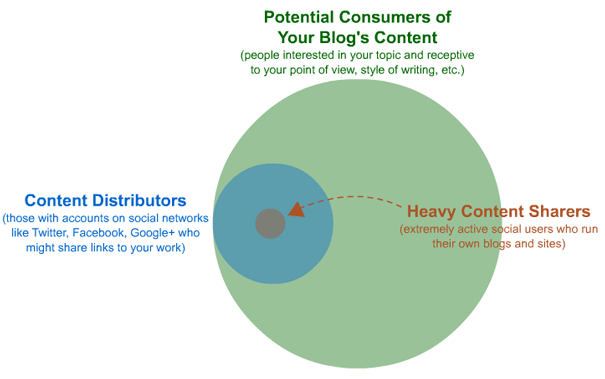 Potential Consumers of
Your Blog's Content
(people interested in your topic and receptive
to your point of view, style of writing, etc.)
Content Distributors
(those with accounts on social networks
like Twitter, Facebook, Google+ who
might share links to your work)
Heavy Content Sharers
(extremely active social users who run
their own blogs and sites)